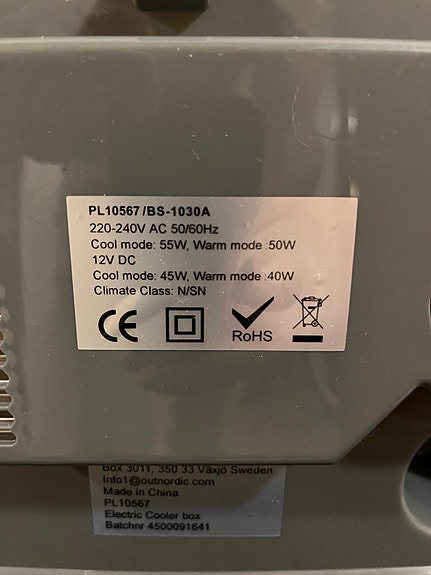 PL10567/BS-1030A
220-240V AC 50/60Hz
Cool mode: 55W, Warm mode :50W
12V DC
Cool mode: 45W, Warm mode :40W
Climate Class: N/SN
CE
RoHS
Box 3011, 350 33 Växjö Sweden
Info1@outnordic.com
Made in China
PL10567
Electric Cooler box
Batchnr 4500091641